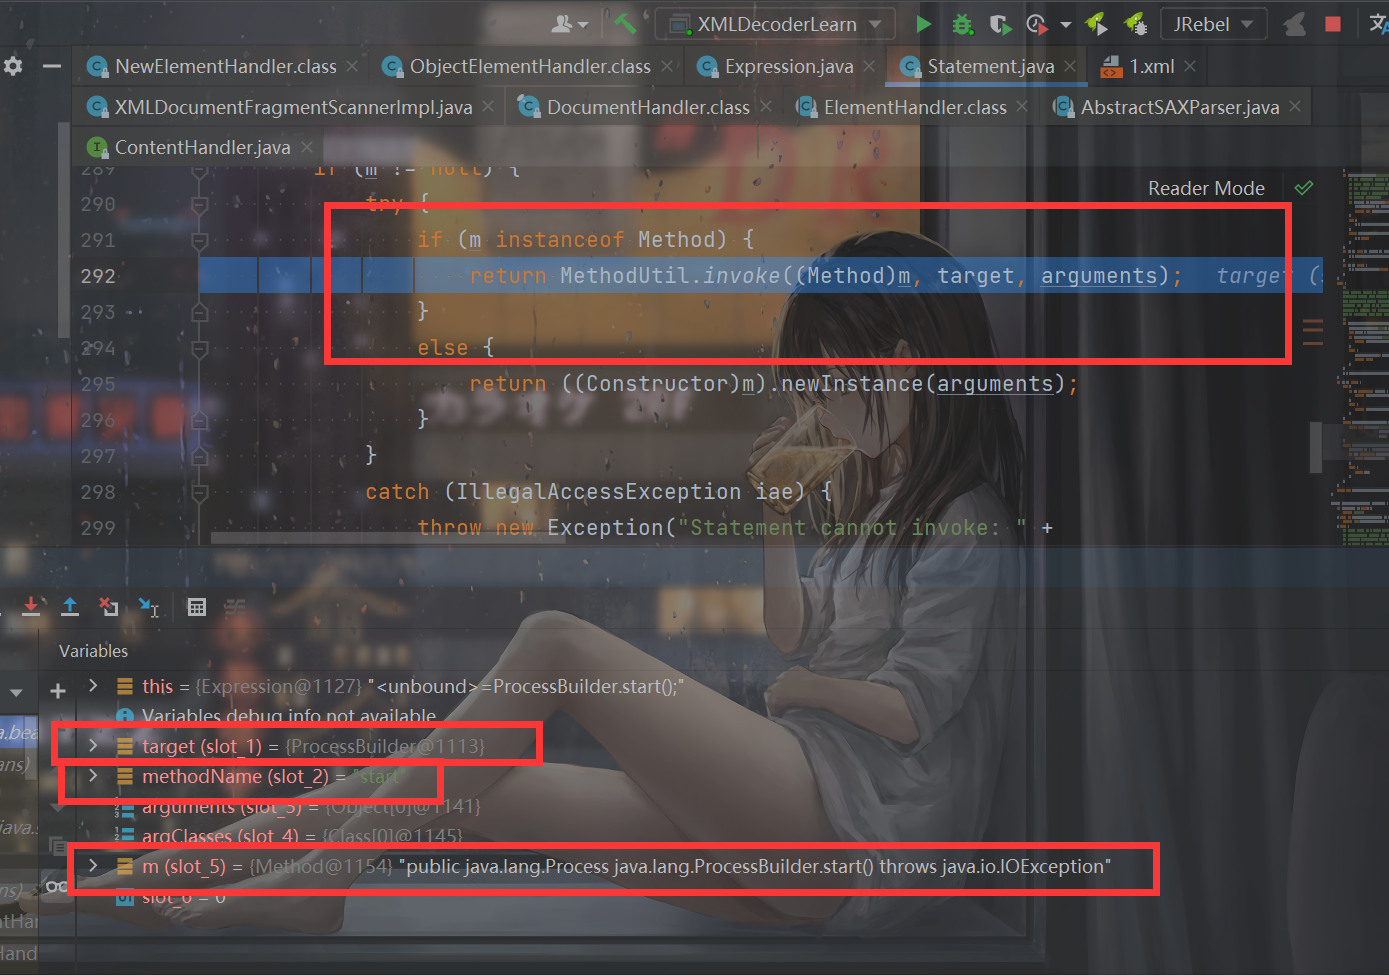 XMLDecoderLearn
JRebel
NewElementHandler.class
ObjectElementHandler.class
Expression.java
Statement.java
1.xml
XMLDocumentFragmentScannerImpl.java
DocumentHandler.class
ElementHandler.class
AbstractSAXParser.java
ContentHandler.java
289 if (m != null) {
Reader Mode
290 try {
291 if (m instanceof Method) {
292 return MethodUtil.invoke((Method)m, target, arguments); target (
293 }
294 else {
295 return ((Constructor)m).newInstance(arguments);
296 }
297 }
298 catch (IllegalAccessException iae) {
299 throw new Exception("Statement cannot invoke: " +
カラオケ
Variables
this = {Expression@1127} "<unbound>=ProcessBuilder.start();"
Variables debug info not available
target (slot_1) = {ProcessBuilder@1113}
methodName (slot_2) = "start"
arguments (slot_3) = {Object[0]@1141}
argClasses (slot_4) = {Class[0]@1145}
m (slot_5) = {Method@1154} "public java.lang.Process java.lang.ProcessBuilder.start() throws java.io.IOException"
slot_6 = 0